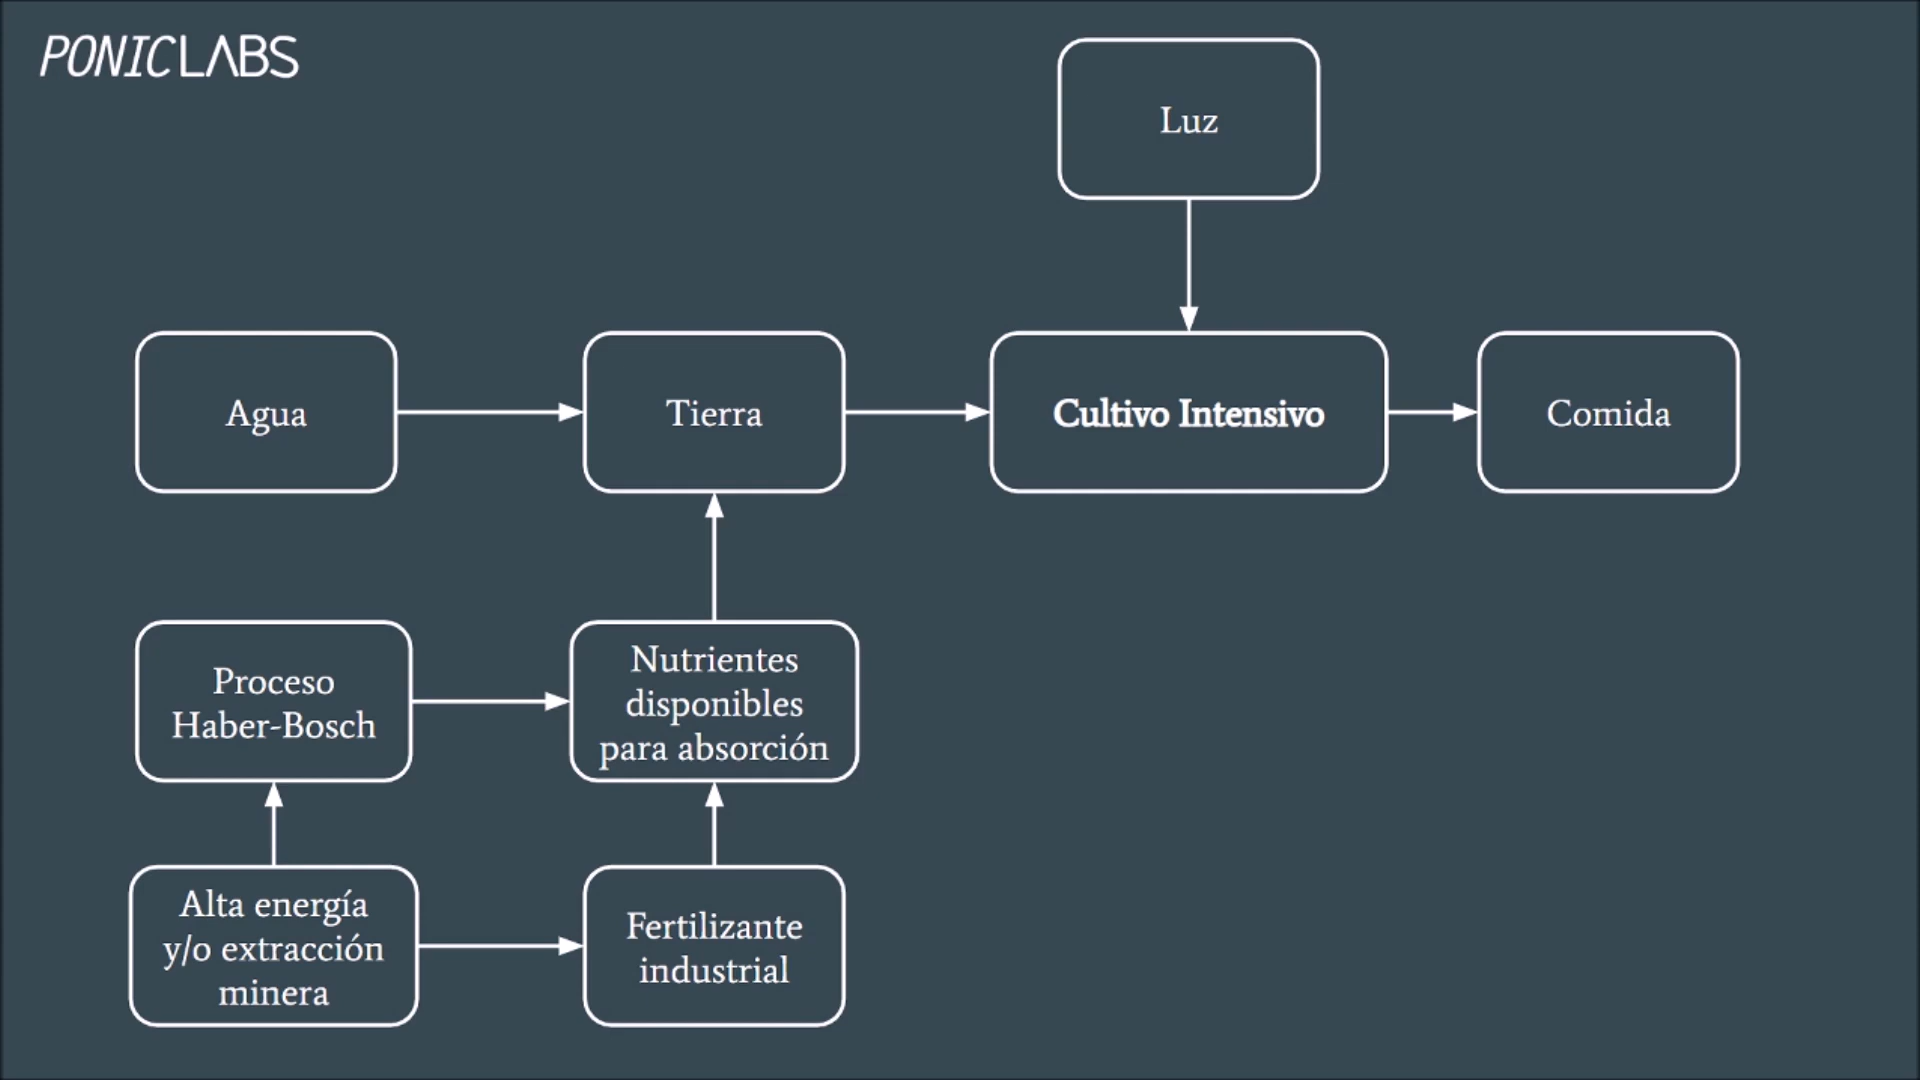 PONICLABS
Luz
Agua
Tierra
Cultivo Intensivo
Comida
Proceso
Haber-Bosch
Nutrientes
disponibles
para absorción
Alta energía
y/o extracción
minera
Fertilizante
industrial